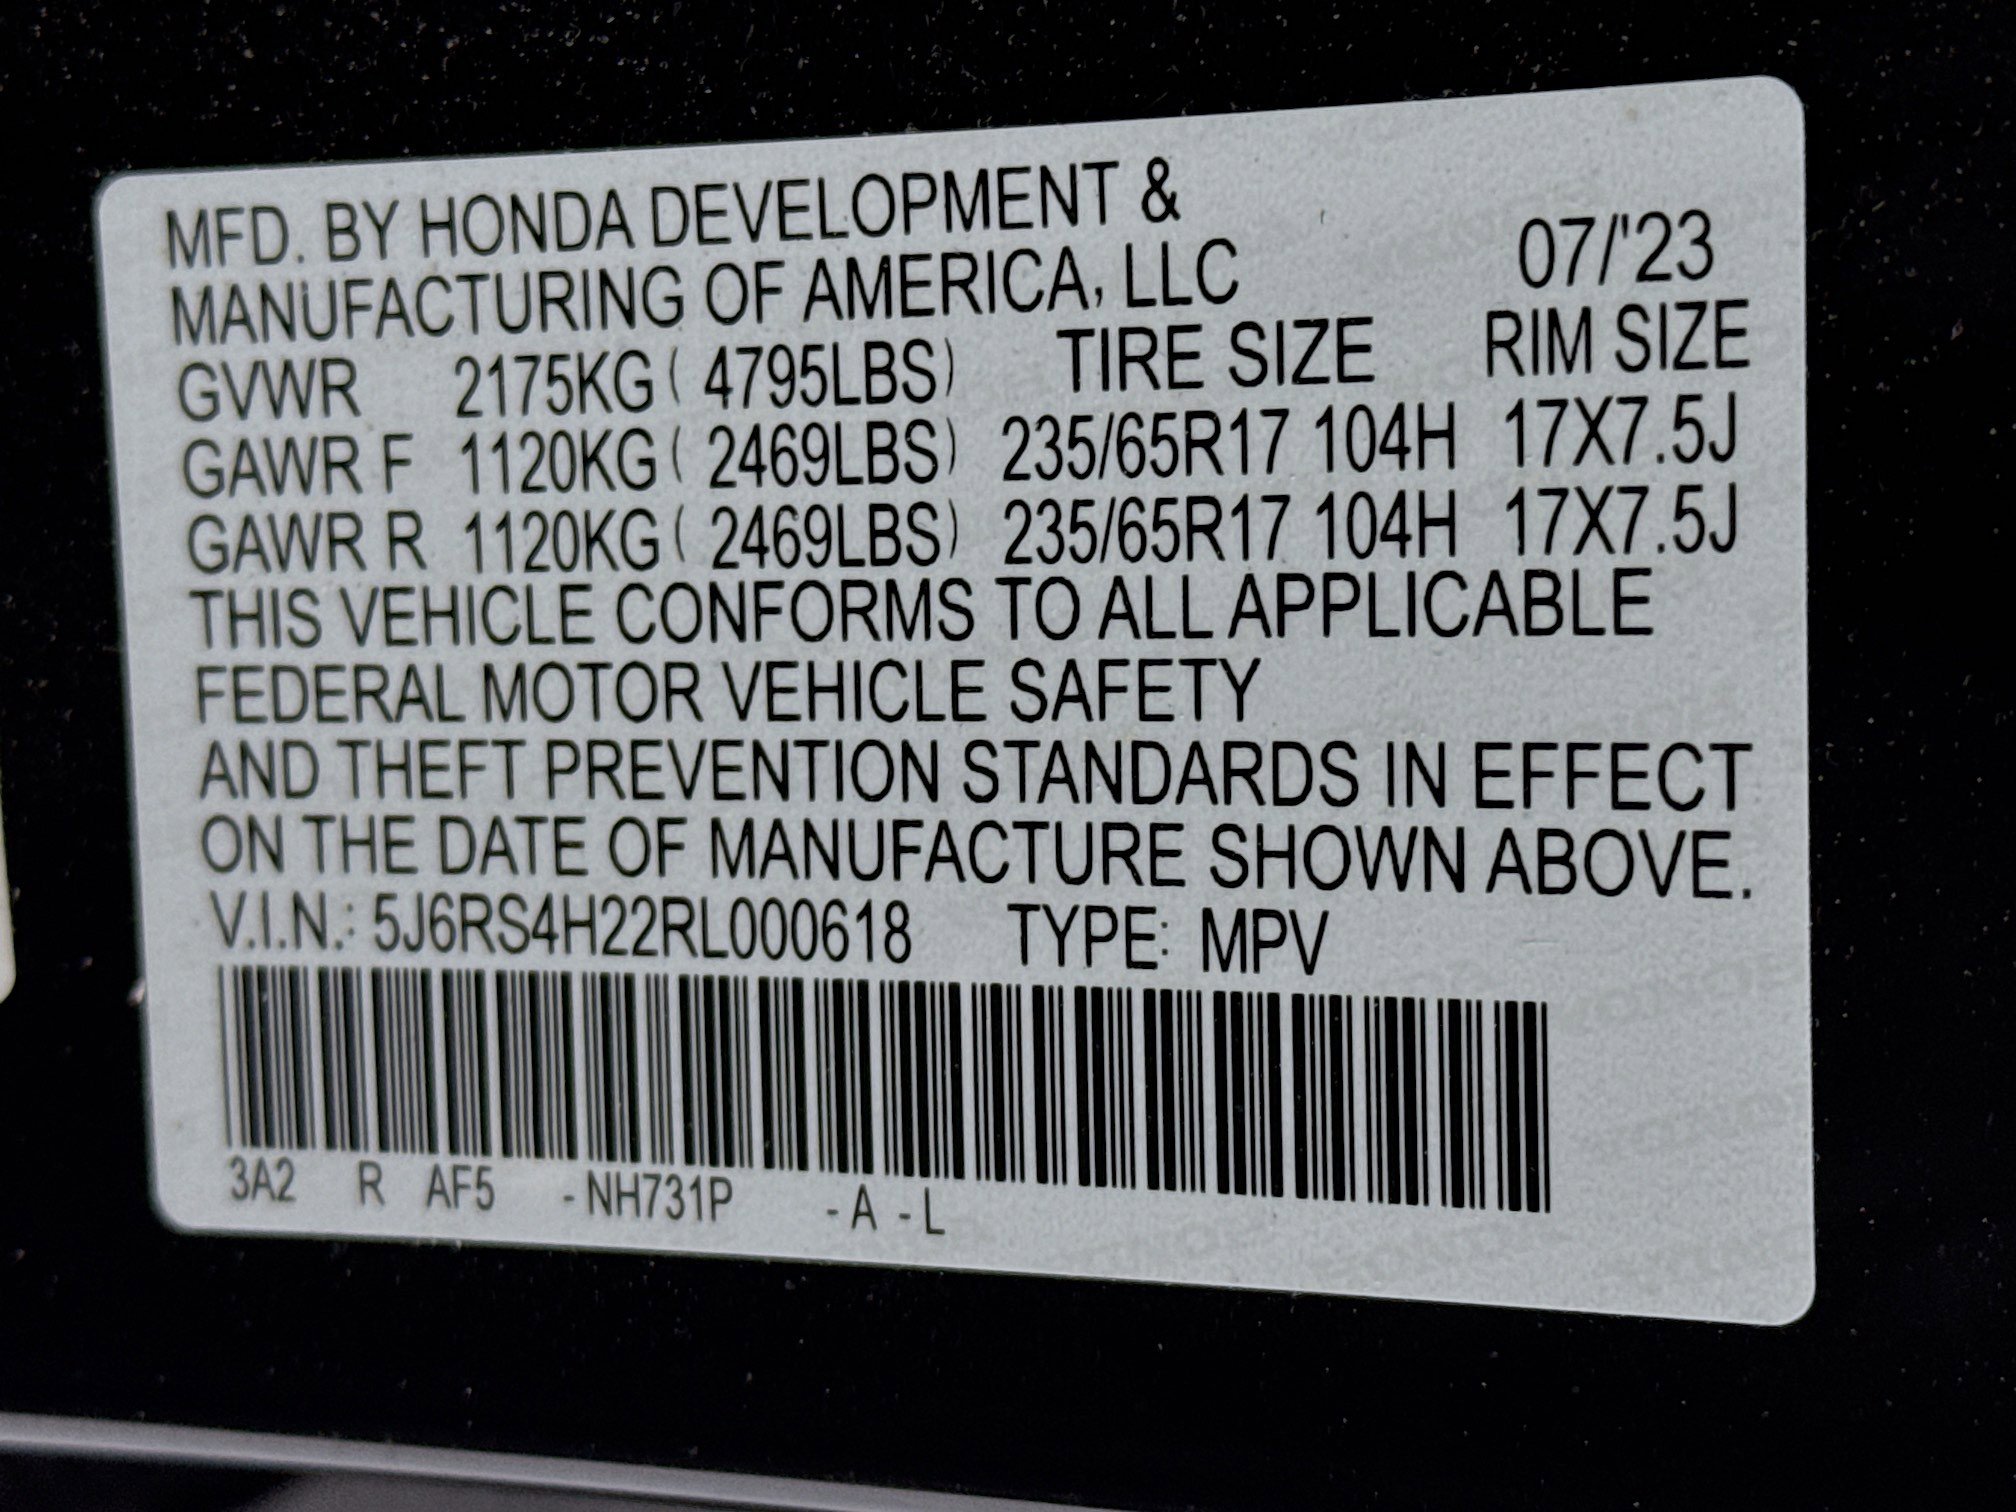 MFD. BY HONDA DEVELOPMENT &
MANUFACTURING OF AMERICA, LLC 07/'23
GVWR 2175KG ( 4795LBS) TIRE SIZE RIM SIZE
GAWR F 1120KG ( 2469LBS) 235/65R17 104H 17X7.5J
GAWR R 1120KG ( 2469LBS) 235/65R17 104H 17X7.5J
THIS VEHICLE CONFORMS TO ALL APPLICABLE
FEDERAL MOTOR VEHICLE SAFETY
AND THEFT PREVENTION STANDARDS IN EFFECT
ON THE DATE OF MANUFACTURE SHOWN ABOVE.
V.I.N.: 5J6RS4H22RL000618 TYPE: MPV
3A2 R AF5 - NH731P - A - L